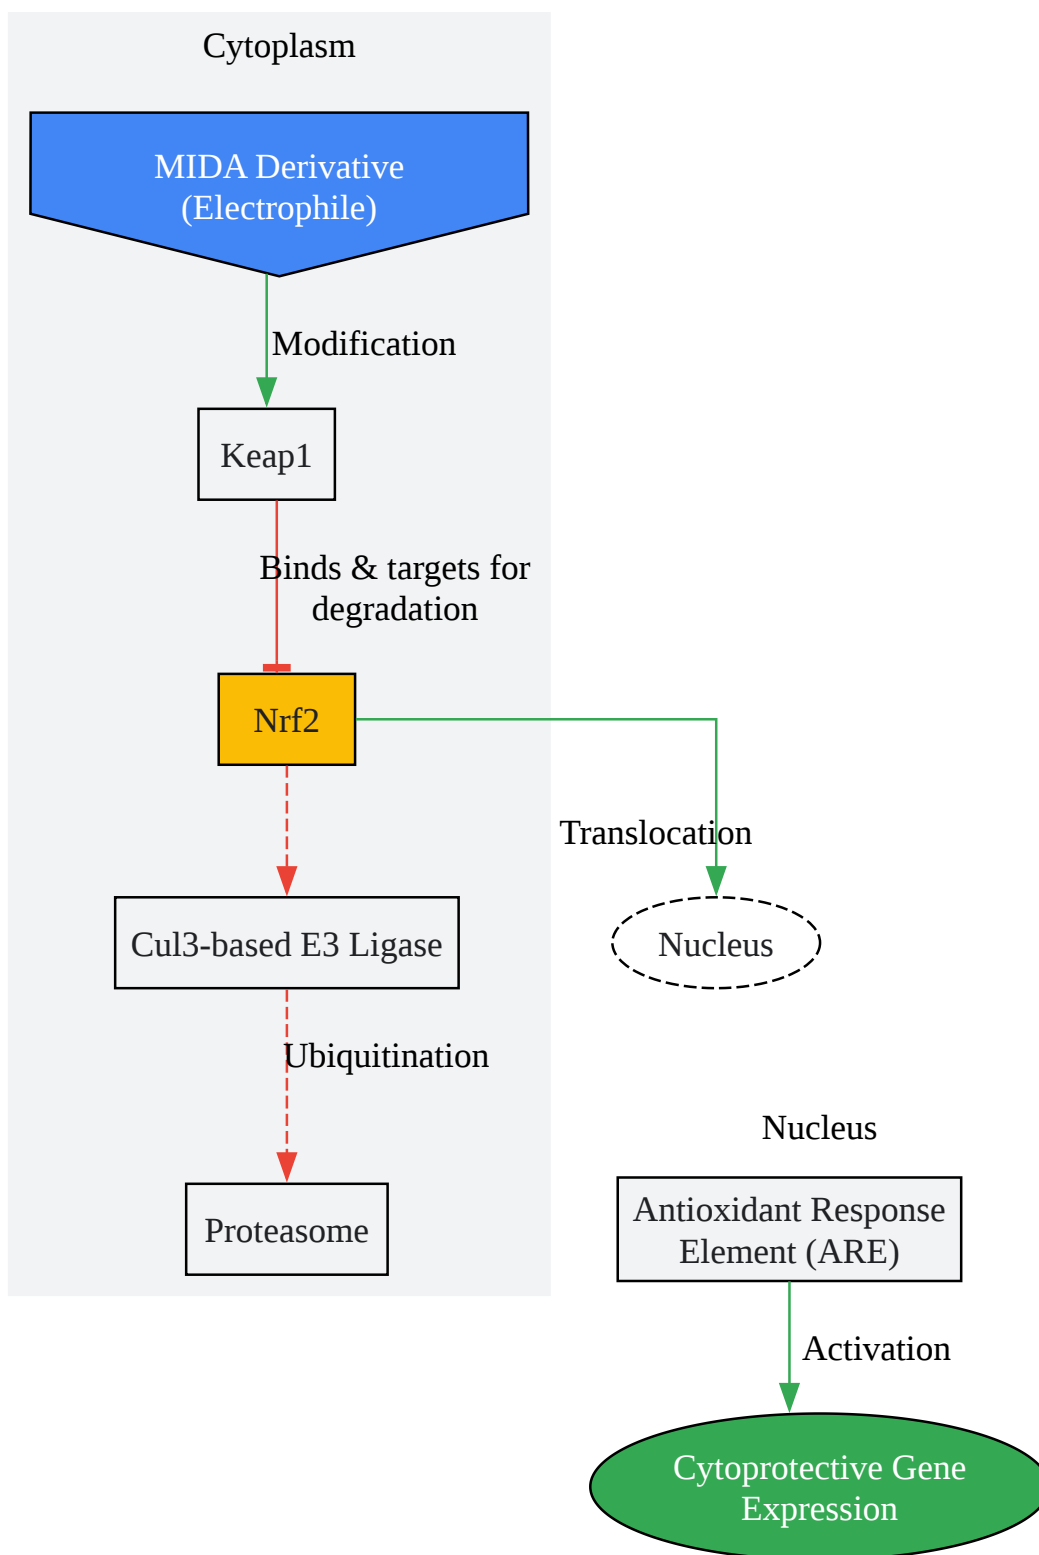 Cytoplasm
MIDA Derivative
(Electrophile)
Modification
Keap1
Binds & targets for
degradation
Nrf2
Translocation
Cul3-based E3 Ligase
Nucleus
Ubiquitination
Nucleus
Proteasome
Antioxidant Response
Element (ARE)
Activation
Cytoprotective Gene
Expression